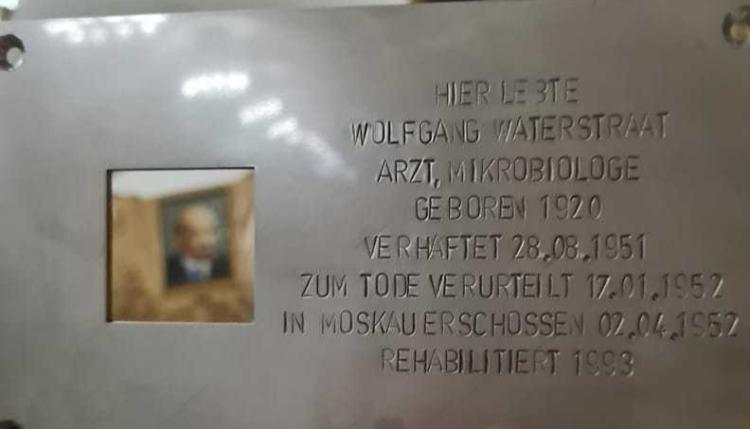 HIER LEBTE
WOLFGANG WATERSTRAAT
ARZT, MIKROBIOLOGE
GEBOREN 1920
VERHAFTET 28.08.1951
ZUM TODE VERURTEILT 17.01.1952
IN MOSKAU ERSCHOSSEN 02.04.1952
REHABILITIERT 1993